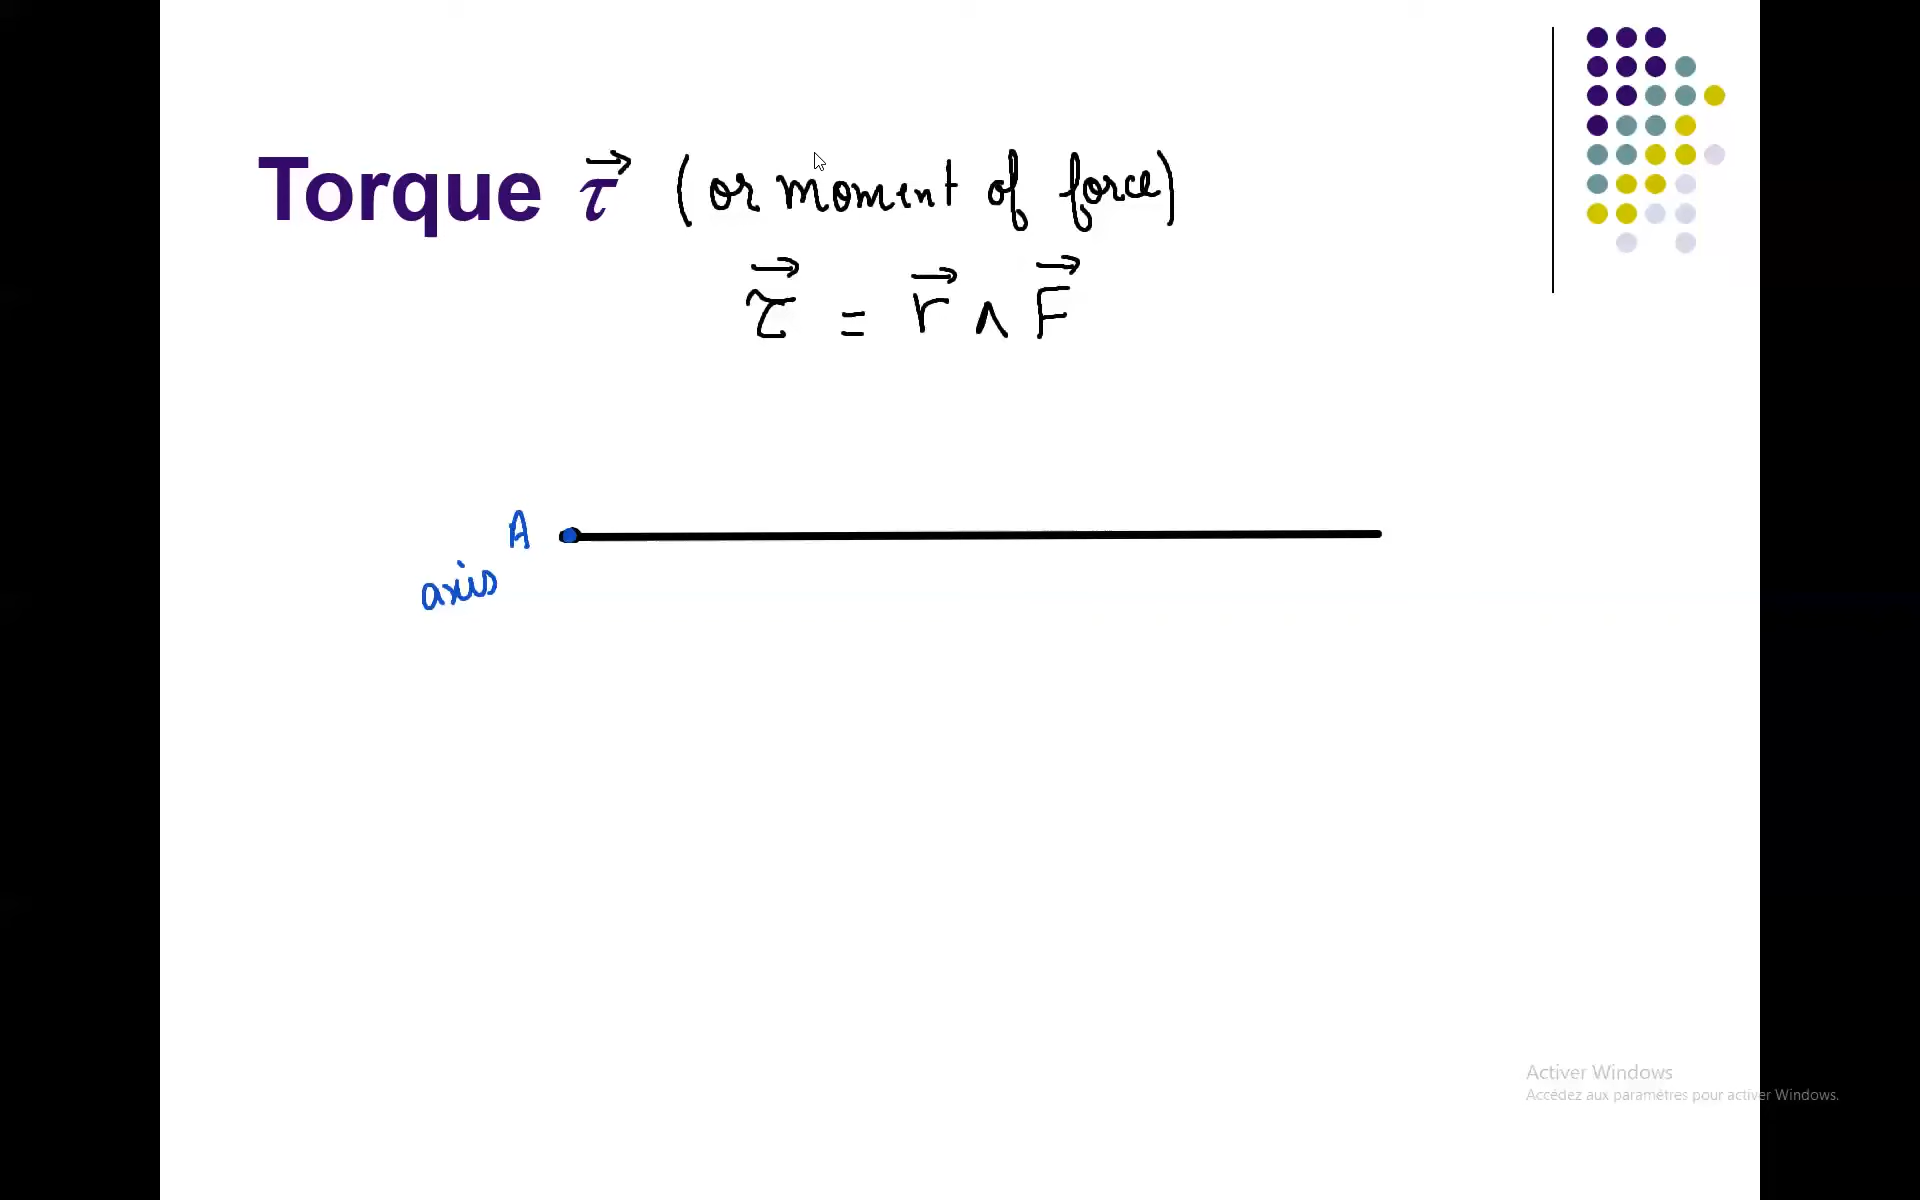 Torque τ⃗ (or moment of force)
τ⃗ = r⃗ ∧ F⃗
A
axis
Activer Windows
Accédez aux paramètres pour activer Windows.